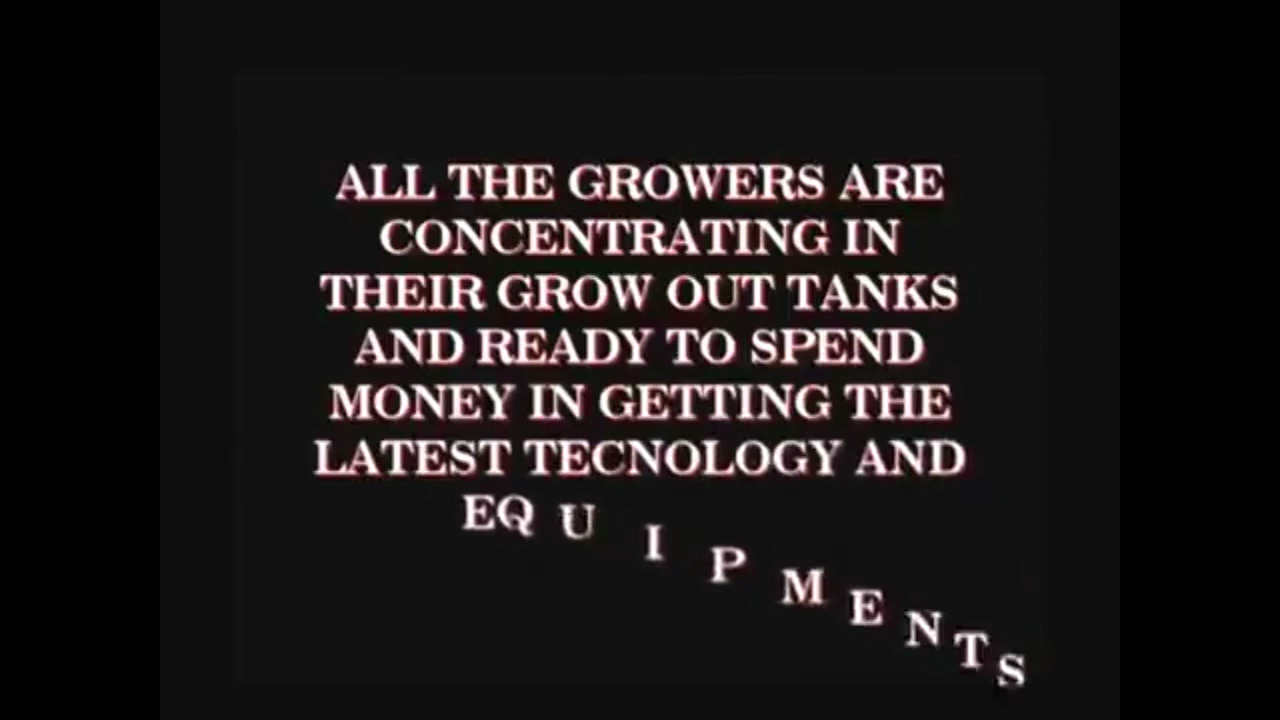 ALL THE GROWERS ARE
CONCENTRATING IN
THEIR GROW OUT TANKS
AND READY TO SPEND
MONEY IN GETTING THE
LATEST TECNOLOGY AND
EQUIPMENTS